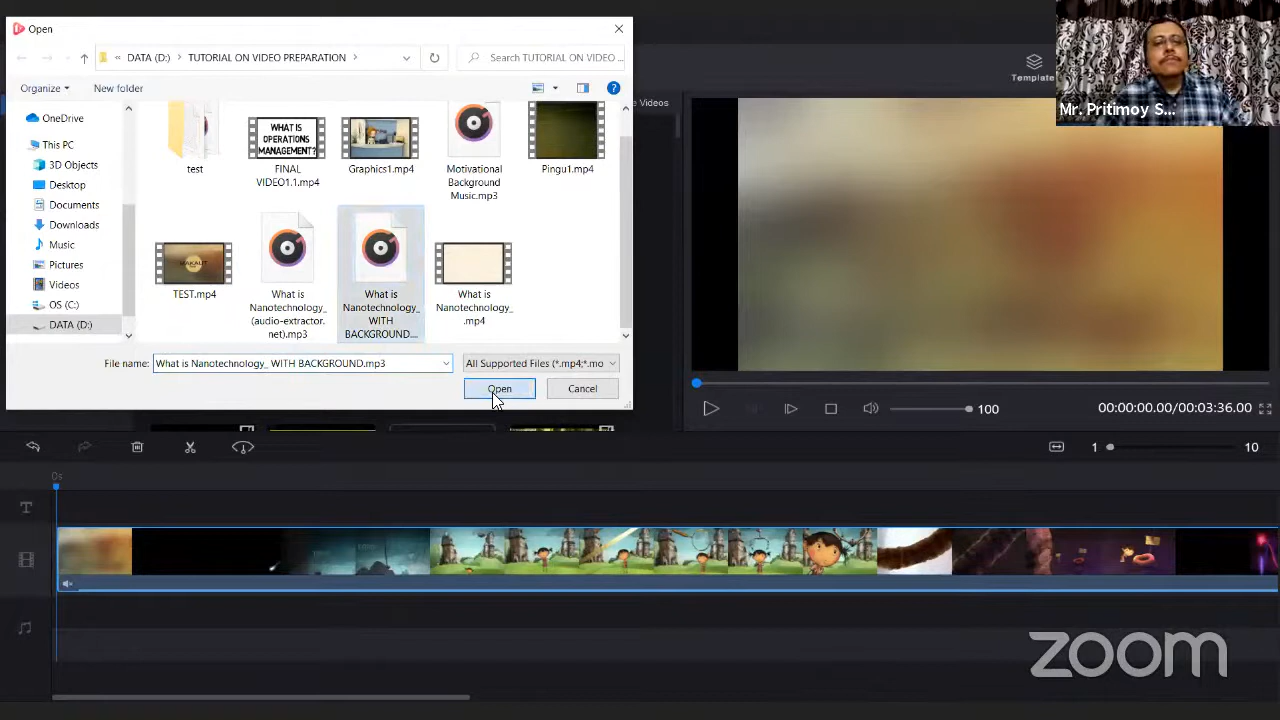 Open
« DATA (D:) > TUTORIAL ON VIDEO PREPARATION >
Search TUTORIAL ON VIDEO ...
Organize
New folder
OneDrive
This PC
3D Objects
Desktop
Documents
Downloads
Music
Pictures
Videos
OS (C:)
DATA (D:)
test
WHAT IS
OPERATIONS
MANAGEMENT?
FINAL
VIDEO1.1.mp4
Graphics1.mp4
Motivational
Background
Music.mp3
Pingu1.mp4
MAKAUT
TEST.mp4
What is
Nanotechnology_
(audio-extractor.
net).mp3
What is
Nanotechnology_
WITH
BACKGROUND...
What is
Nanotechnology_
.mp4
File name:
What is Nanotechnology_ WITH BACKGROUND.mp3
All Supported Files (*.mp4;*.mo
Open
Cancel
e Videos
Template
Mr. Pritimoy S...
100
00:00:00.00/00:03:36.00
1
10
0s
T
zoom